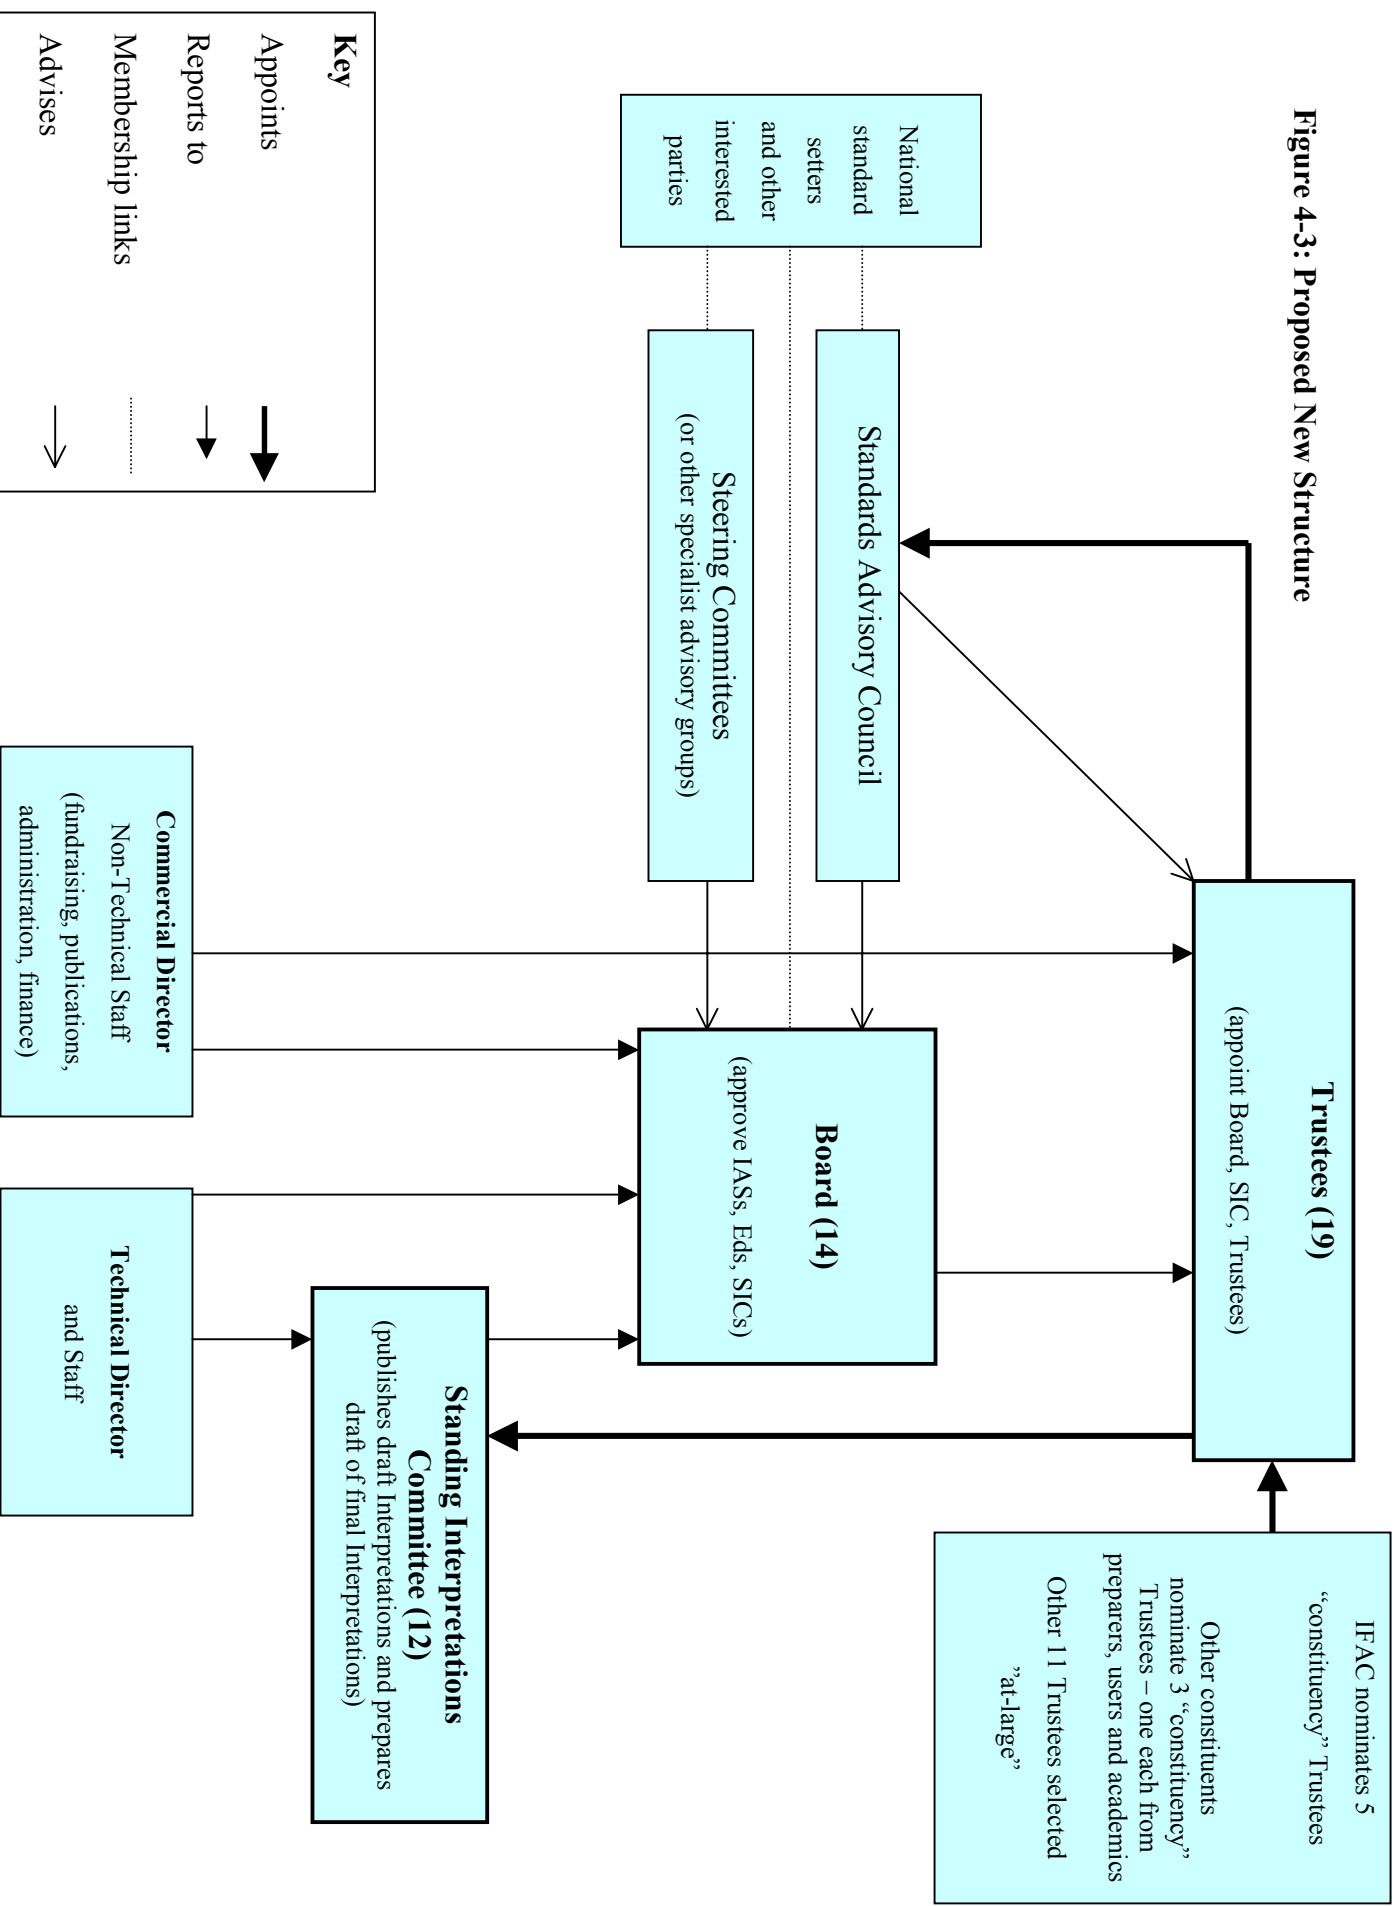 Figure 4-3: Proposed New Structure
Trustees (19)
(appoint Board, SIC, Trustees)
IFAC nominates 5
“constituency” Trustees
Other constituents
nominate 3 “constituency”
Trustees – one each from
preparers, users and academics
Other 11 Trustees selected
”at-large”
National
standard
setters
and other
interested
parties
Standards Advisory Council
Steering Committees
(or other specialist advisory groups)
Board (14)
(approve IASs, Eds, SICs)
Standing Interpretations
Committee (12)
(publishes draft Interpretations and prepares
draft of final Interpretations)
Key
Appoints
Reports to
Membership links
Advises
Commercial Director
Non-Technical Staff
(fundraising, publications,
administration, finance)
Technical Director
and Staff